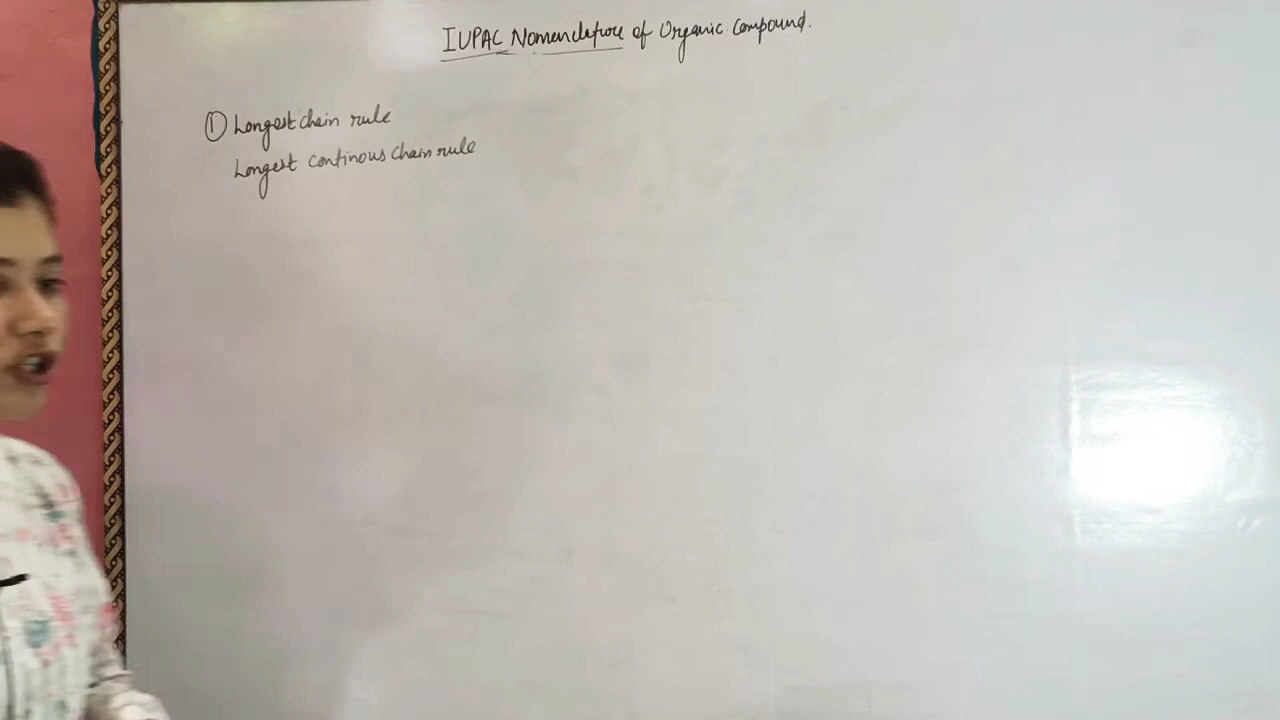 IUPAC Nomenclature of Organic Compound.
① Longest chain rule
Longest continous chain rule